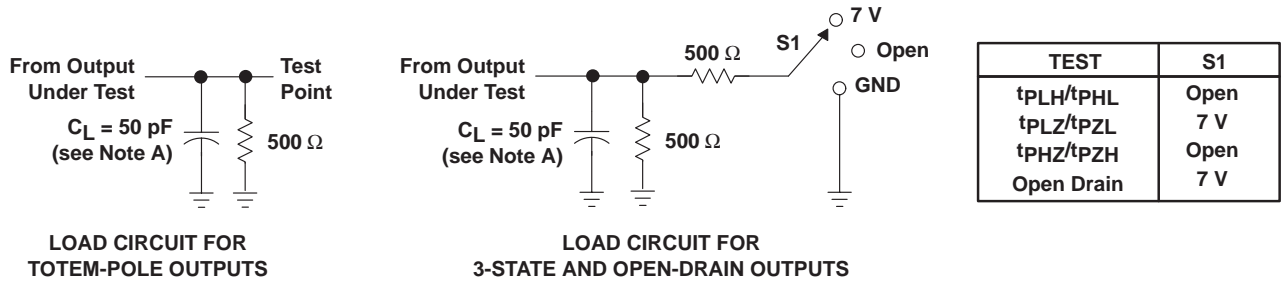 From Output
Under Test
Test
Point
CL = 50 pF
(see Note A)
500 Ω
LOAD CIRCUIT FOR
TOTEM-POLE OUTPUTS
From Output
Under Test
CL = 50 pF
(see Note A)
500 Ω
500 Ω
S1
7 V
Open
GND
LOAD CIRCUIT FOR
3-STATE AND OPEN-DRAIN OUTPUTS
TEST S1
tPLH/tPHL Open
tPLZ/tPZL 7 V
tPHZ/tPZH Open
Open Drain 7 V